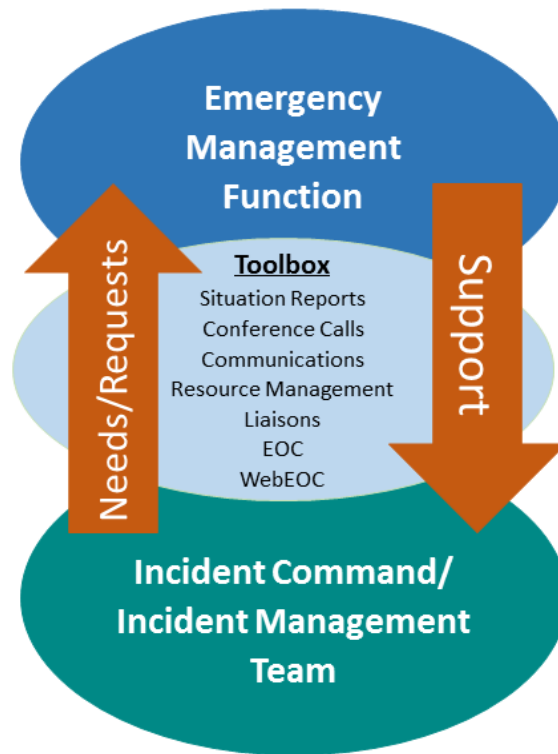 Emergency
Management
Function
Needs/Requests
Toolbox
Situation Reports
Conference Calls
Communications
Resource Management
Liaisons
EOC
WebEOC
Support
Incident Command/
Incident Management
Team